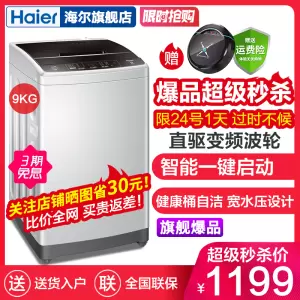 Haier 海尔旗舰店
限时抢购
赠
赠送
运费险
9KG
爆品超级秒杀
限24号1天 过时不候
直驱变频波轮
3期免息
智能一键启动
关注店铺晒图省30元!
比价全网 买贵返差!
健康桶自洁 宽水压设计
旗舰爆品
送 送货入户
联 全国联保
超级秒杀价
¥1199